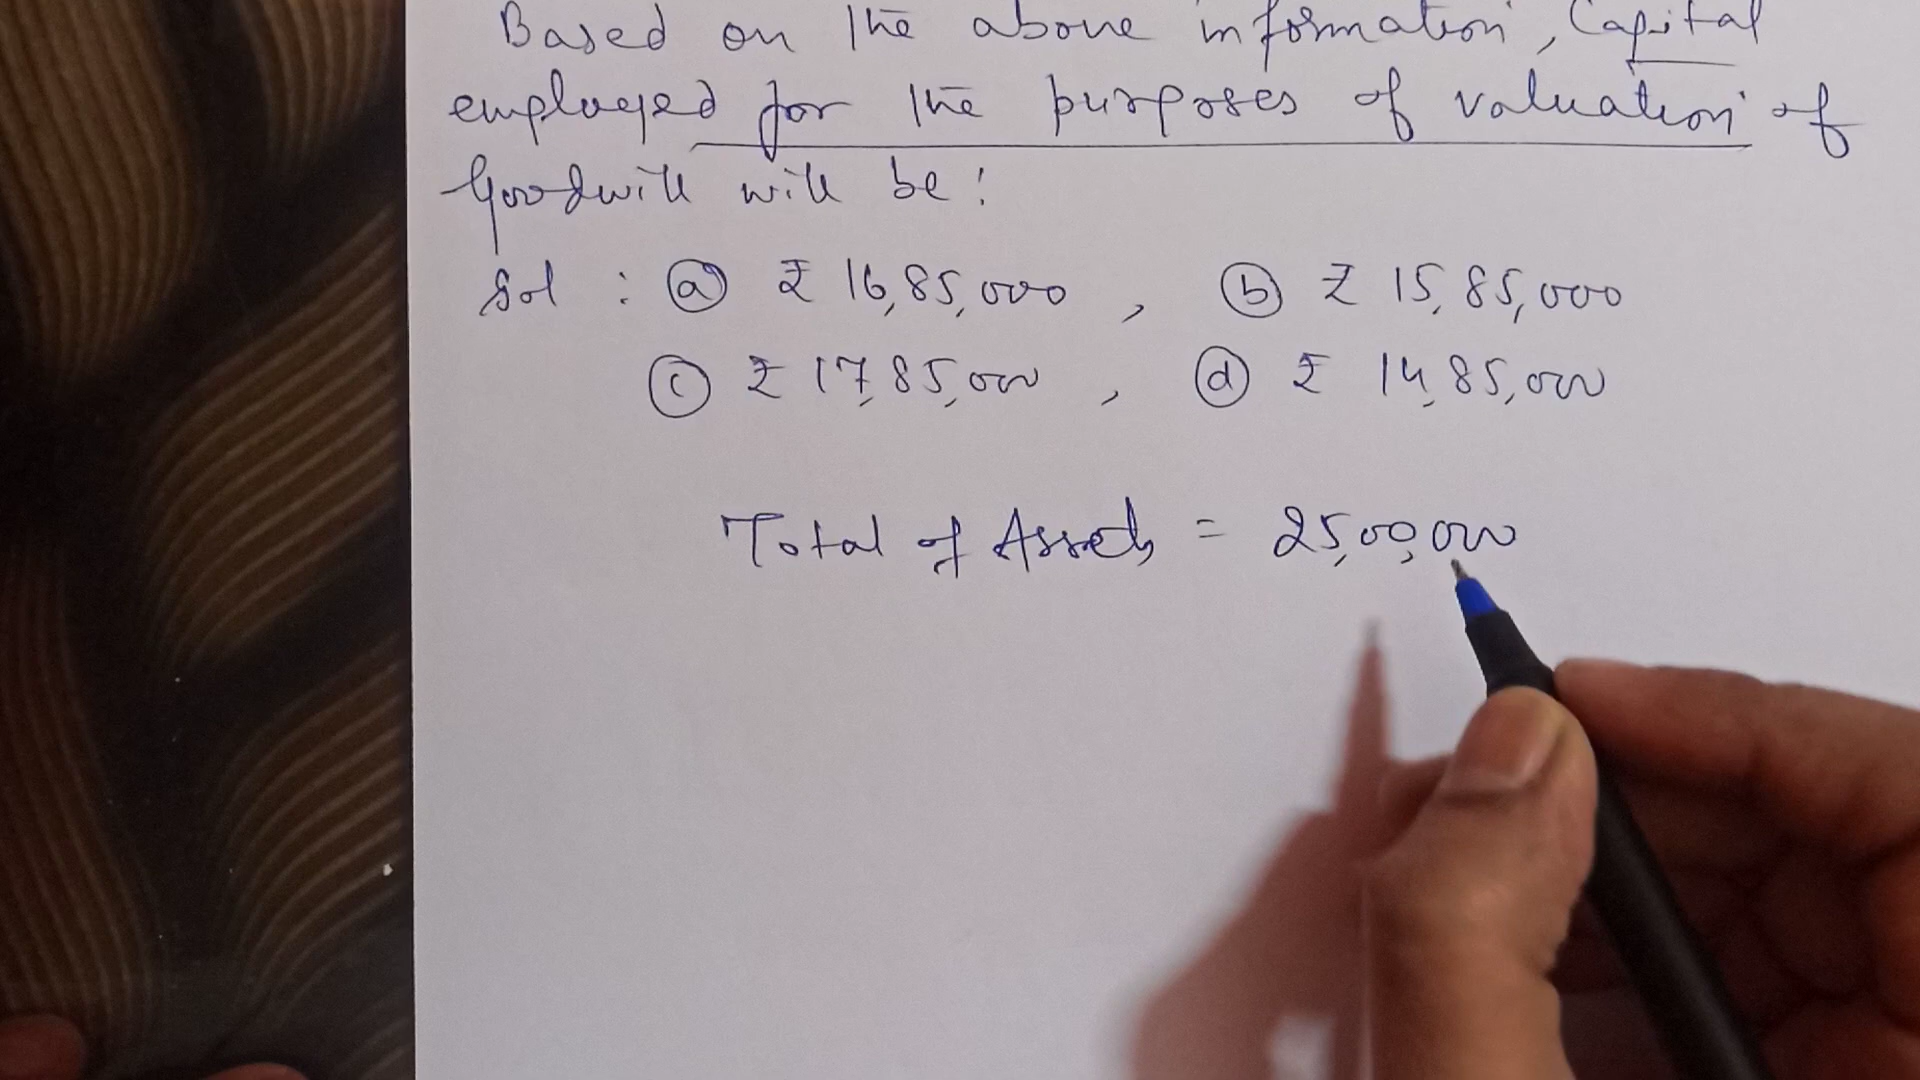 Based on the above information, Capital
employed for the purposes of valuation of
Goodwill will be:
Sol : (a) ₹ 16,85,000 , (b) ₹ 15,85,000
(c) ₹ 17,85,000 , (d) ₹ 14,85,000
Total of Assets = 25,00,000